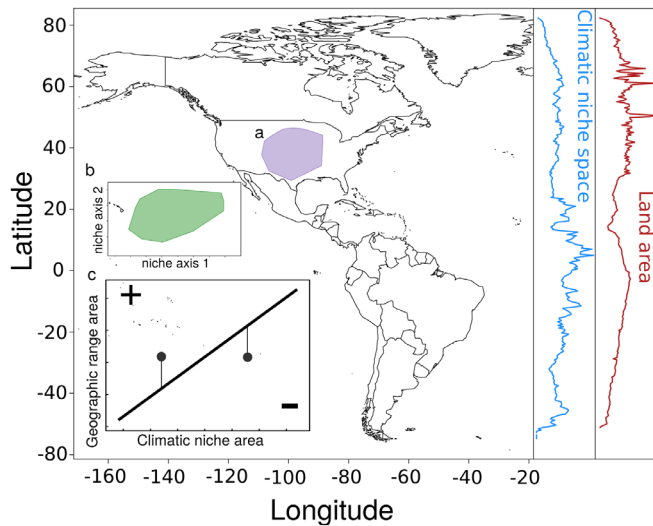 80
60
40
20
0
-20
-40
-60
-80
Latitude
a
b
niche axis 2
niche axis 1
c
+
-
Geographic range area
Climatic niche area
-160 -140 -120 -100 -80 -60 -40 -20
Longitude
Climatic niche space
Land area